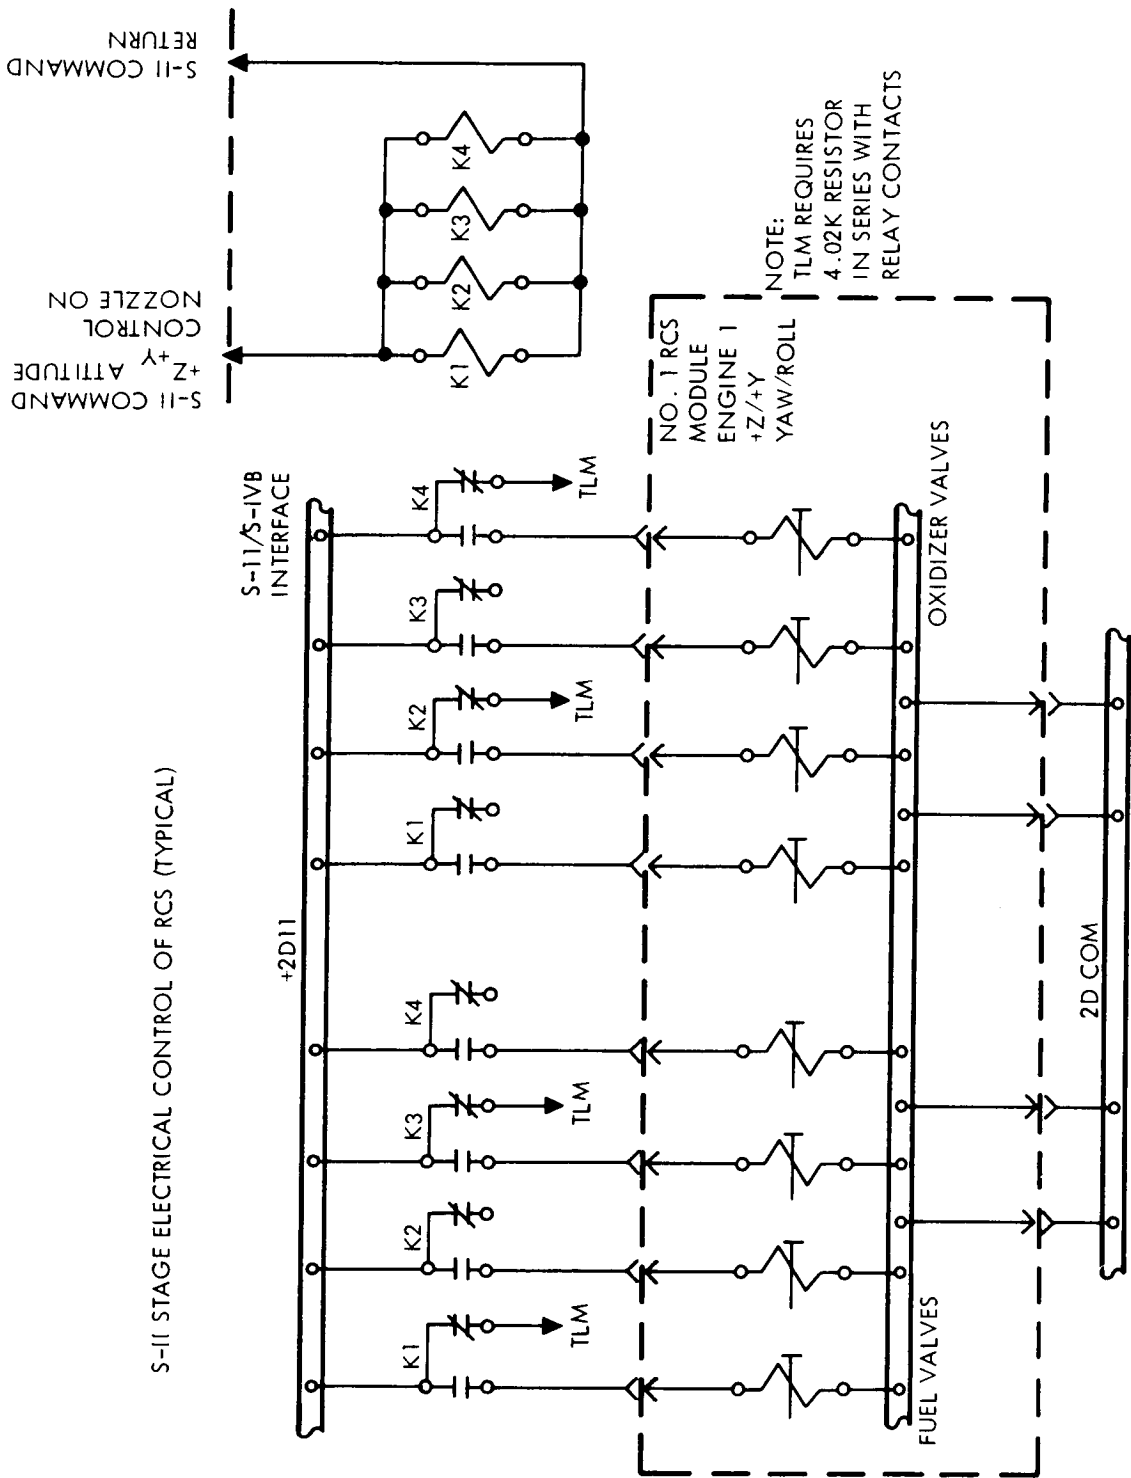 S-II STAGE ELECTRICAL CONTROL OF RCS (TYPICAL)
+2D11
S-11/S-IVB
INTERFACE
K1
K2
K3
K4
K1
K2
K3
K4
TLM
TLM
TLM
TLM
S-II COMMAND
+Z+Y ATTITUDE
CONTROL
NOZZLE ON
S-II COMMAND
RETURN
K1
K2
K3
K4
NO. 1 RCS
MODULE
ENGINE 1
+Z/+Y
YAW/ROLL
NOTE:
TLM REQUIRES
4.02K RESISTOR
IN SERIES WITH
RELAY CONTACTS
FUEL VALVES
OXIDIZER VALVES
2D COM